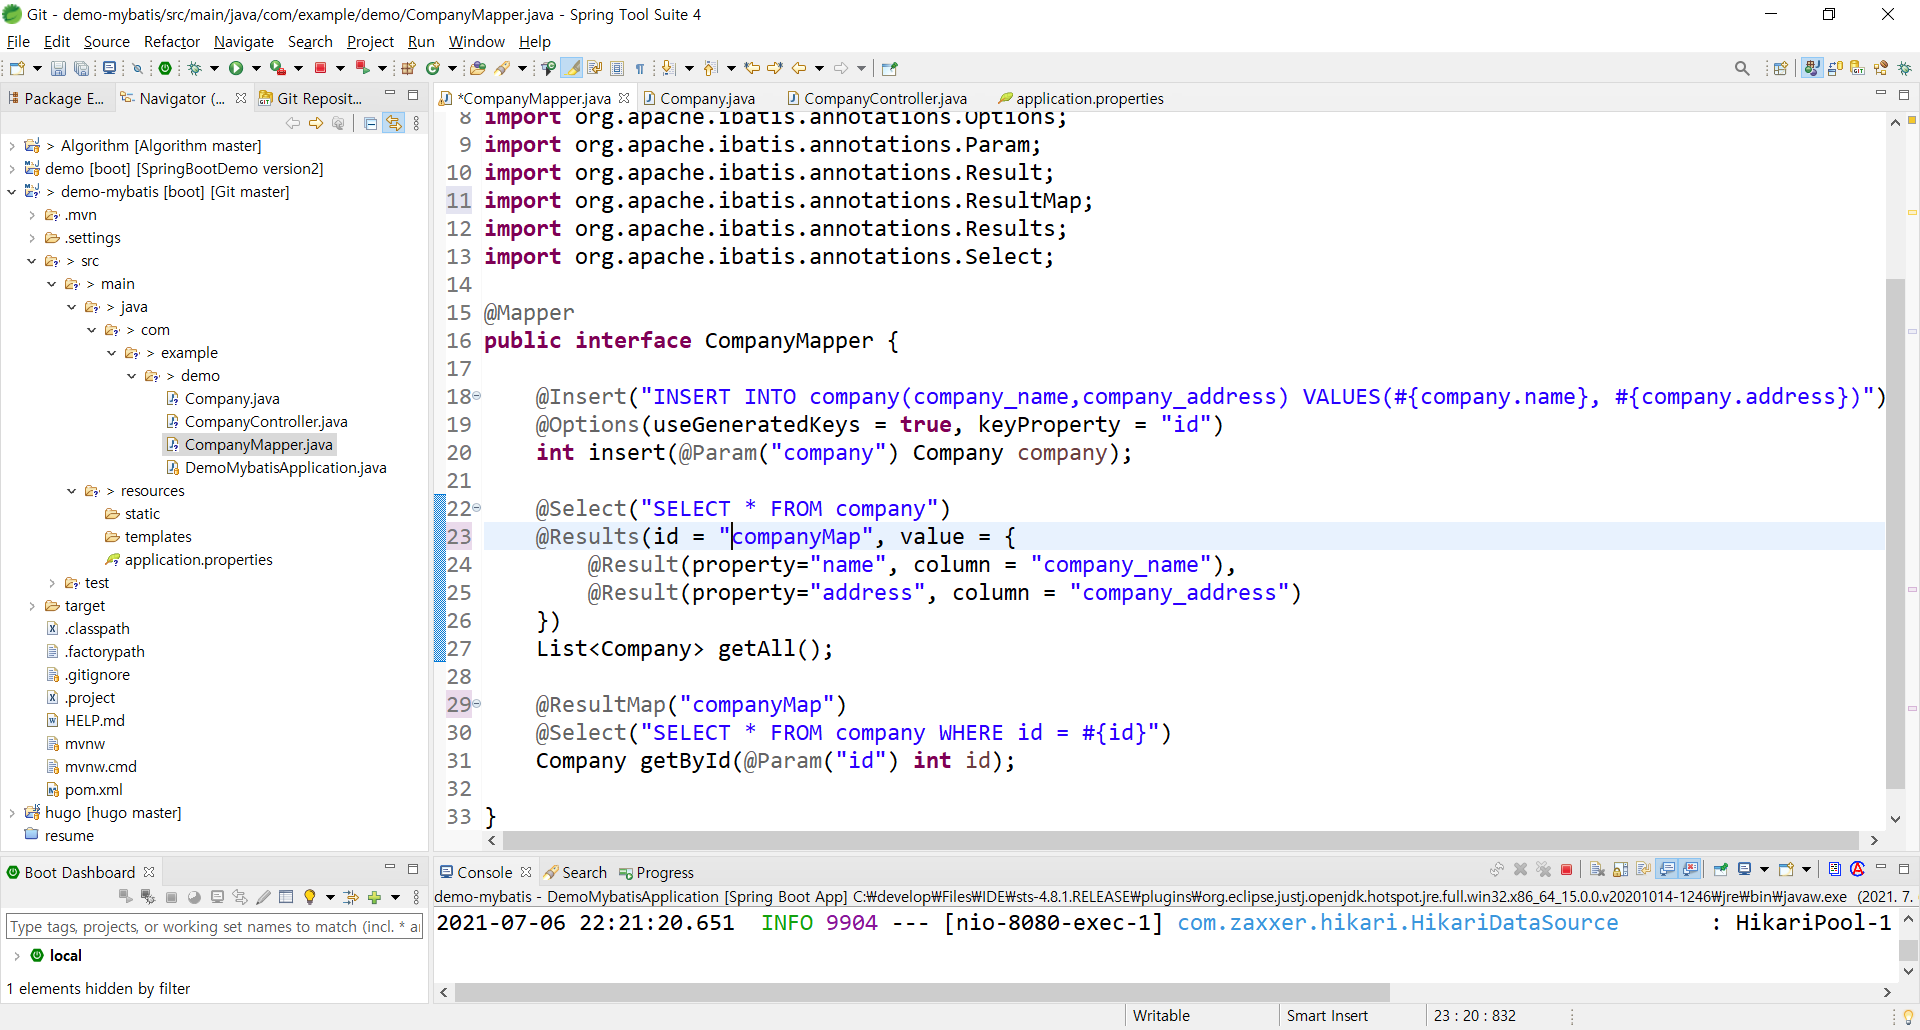 Git - demo-mybatis/src/main/java/com/example/demo/CompanyMapper.java - Spring Tool Suite 4
File Edit Source Refactor Navigate Search Project Run Window Help
Package E... Navigator (... Git Reposit...
*CompanyMapper.java Company.java CompanyController.java application.properties
> Algorithm [Algorithm master]
demo [boot] [SpringBootDemo version2]
> demo-mybatis [boot] [Git master]
.mvn
.settings
> src
> main
> java
> com
> example
> demo
Company.java
CompanyController.java
CompanyMapper.java
DemoMybatisApplication.java
> resources
static
templates
application.properties
test
target
.classpath
.factorypath
.gitignore
.project
HELP.md
mvnw
mvnw.cmd
pom.xml
hugo [hugo master]
resume
8 import org.apache.ibatis.annotations.Options;
9 import org.apache.ibatis.annotations.Param;
10 import org.apache.ibatis.annotations.Result;
11 import org.apache.ibatis.annotations.ResultMap;
12 import org.apache.ibatis.annotations.Results;
13 import org.apache.ibatis.annotations.Select;
14
15 @Mapper
16 public interface CompanyMapper {
17
18 @Insert("INSERT INTO company(company_name,company_address) VALUES(#{company.name}, #{company.address})")
19 @Options(useGeneratedKeys = true, keyProperty = "id")
20 int insert(@Param("company") Company company);
21
22 @Select("SELECT * FROM company")
23 @Results(id = "companyMap", value = {
24 @Result(property="name", column = "company_name"),
25 @Result(property="address", column = "company_address")
26 })
27 List<Company> getAll();
28
29 @ResultMap("companyMap")
30 @Select("SELECT * FROM company WHERE id = #{id}")
31 Company getById(@Param("id") int id);
32
33 }
Boot Dashboard
Type tags, projects, or working set names to match (incl. * a
local
1 elements hidden by filter
Console Search Progress
demo-mybatis - DemoMybatisApplication [Spring Boot App] C:₩develop₩Files₩IDE₩sts-4.8.1.RELEASE₩plugins₩org.eclipse.justj.openjdk.hotspot.jre.full.win32.x86_64_15.0.0.v20201014-1246₩jre₩bin₩javaw.exe (2021. 7.
2021-07-06 22:21:20.651 INFO 9904 --- [nio-8080-exec-1] com.zaxxer.hikari.HikariDataSource : HikariPool-1
Writable Smart Insert 23 : 20 : 832